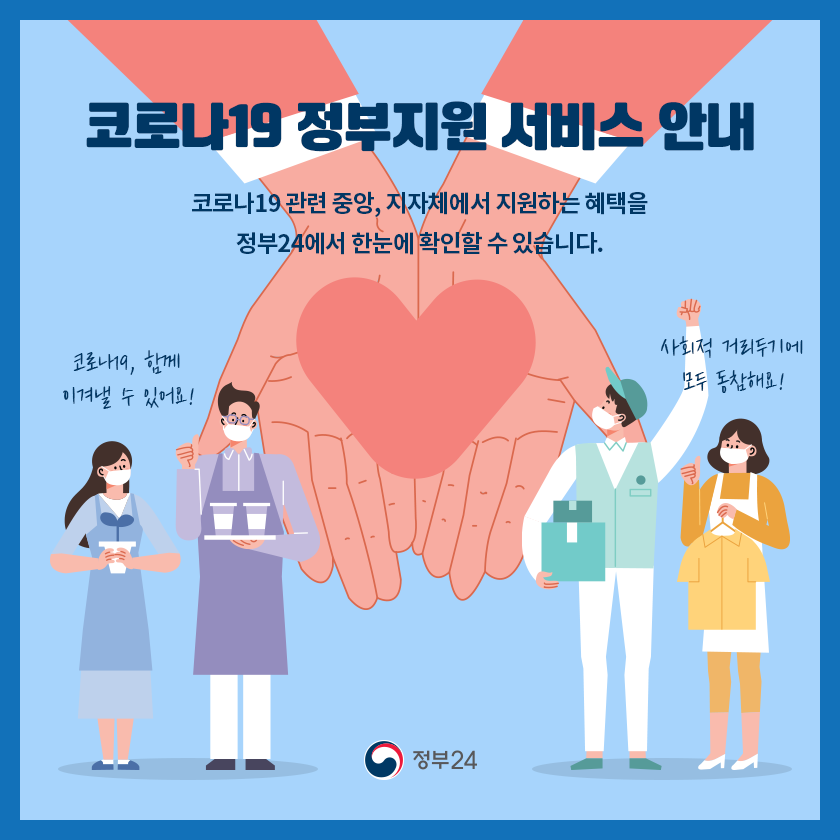 코로나19 정부지원 서비스 안내
코로나19 관련 중앙, 지자체에서 지원하는 혜택을
정부24에서 한눈에 확인할 수 있습니다.
코로나19, 함께
이겨낼 수 있어요!
사회적 거리두기에
모두 동참해요!
정부24